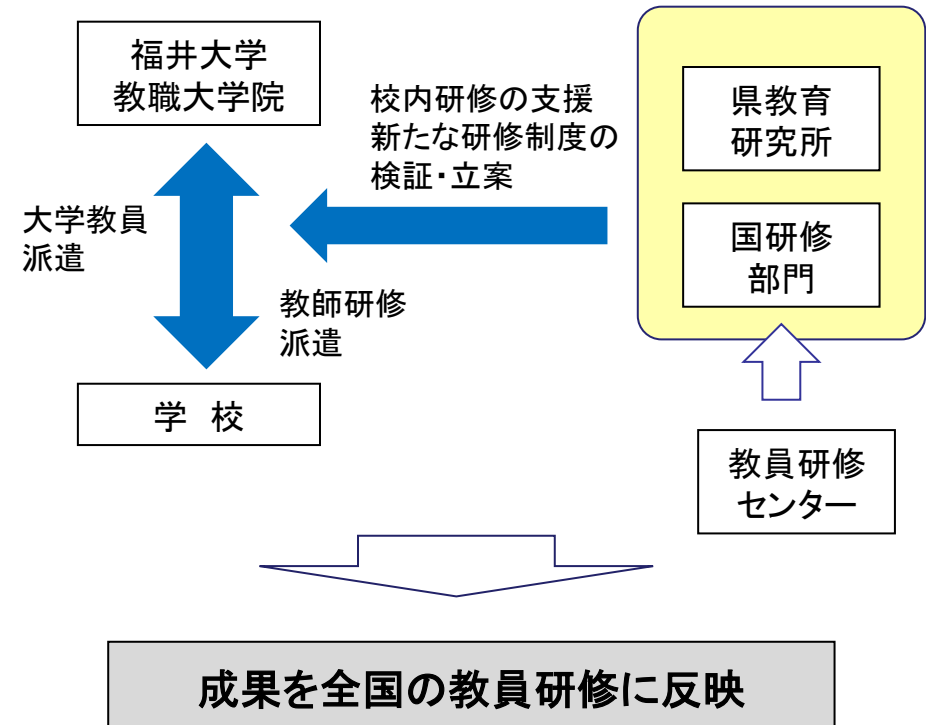 福井大学
教職大学院
校内研修の支援
新たな研修制度の
検証・立案
県教育
研究所
国研修
部門
大学教員
派遣
教師研修
派遣
学 校
教員研修
センター
成果を全国の教員研修に反映